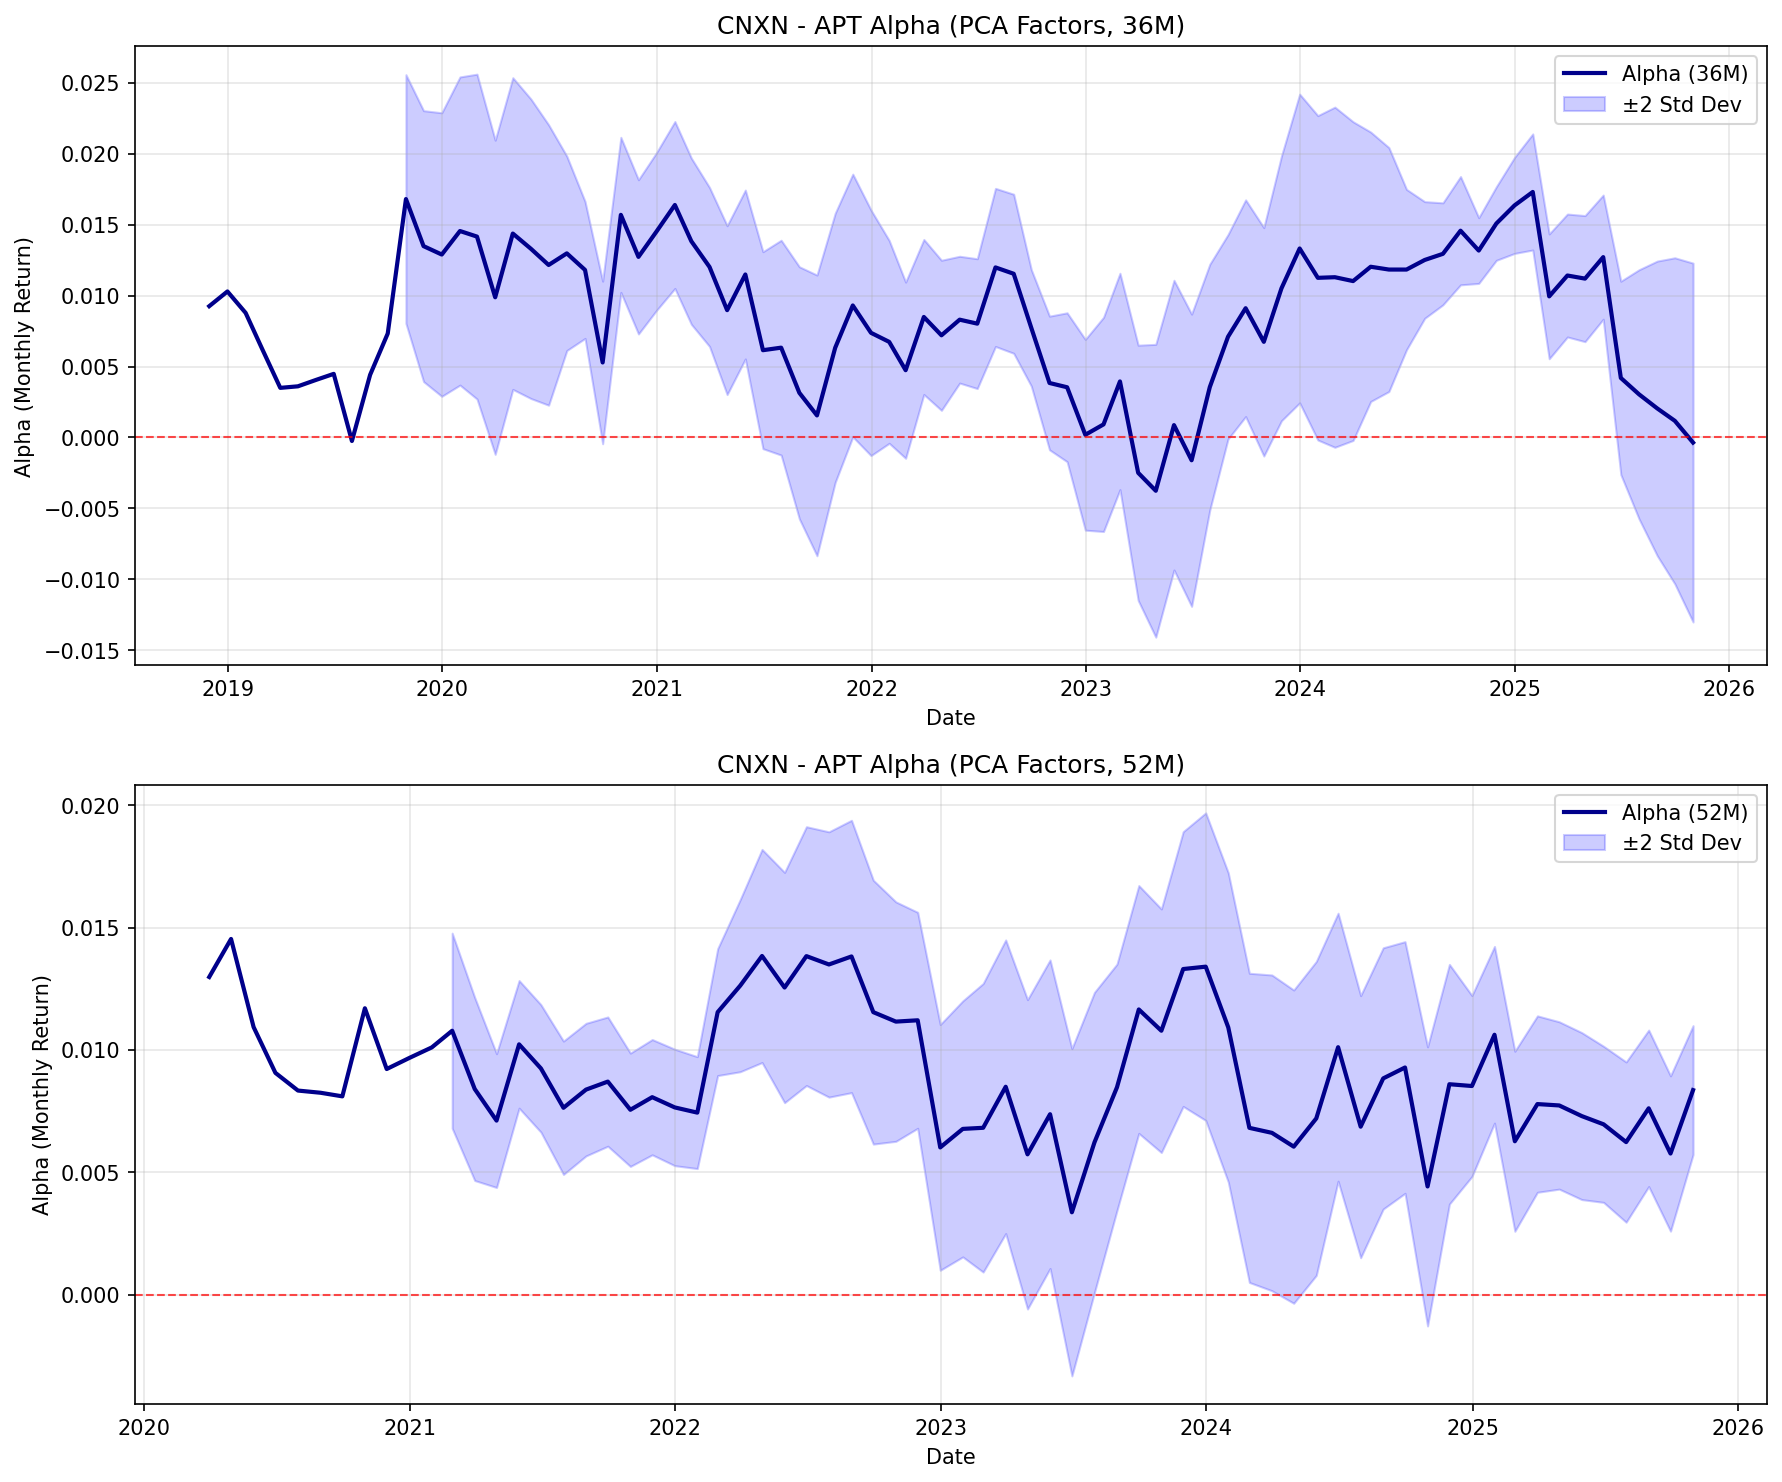 CNXN - APT Alpha (PCA Factors, 36M)
Alpha (Monthly Return)
0.025
0.020
0.015
0.010
0.005
0.000
−0.005
−0.010
−0.015
Alpha (36M)
±2 Std Dev
2019 2020 2021 2022 2023 2024 2025 2026
Date
CNXN - APT Alpha (PCA Factors, 52M)
Alpha (Monthly Return)
0.020
0.015
0.010
0.005
0.000
Alpha (52M)
±2 Std Dev
2020 2021 2022 2023 2024 2025 2026
Date